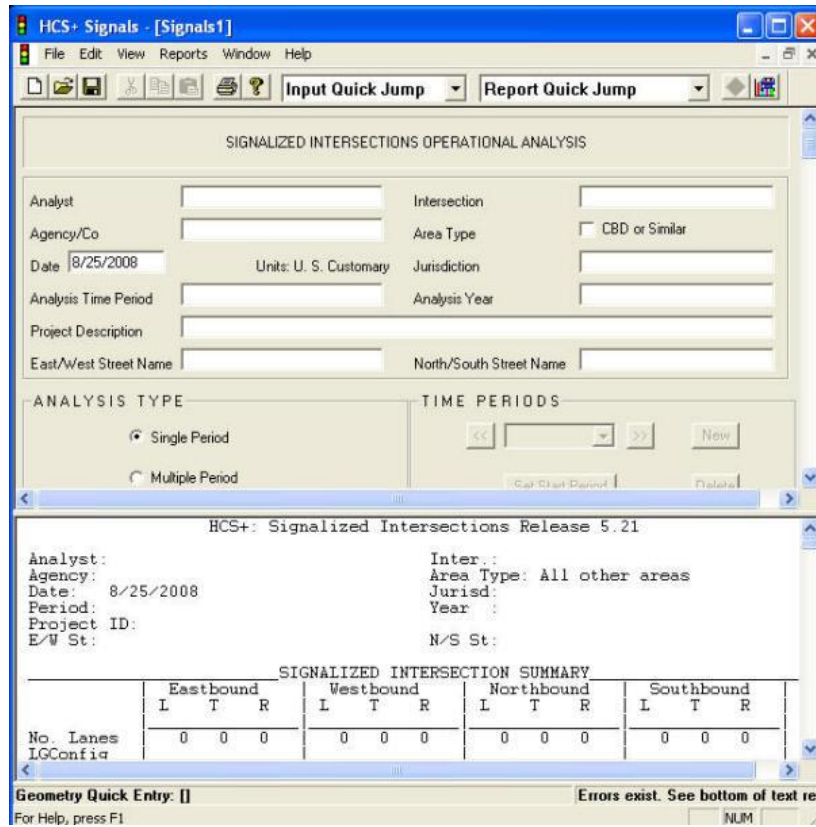 HCS+ Signals - [Signals1]
File Edit View Reports Window Help
Input Quick Jump Report Quick Jump
SIGNALIZED INTERSECTIONS OPERATIONAL ANALYSIS
Analyst Intersection
Agency/Co Area Type CBD or Similar
Date 8/25/2008 Units: U. S. Customary Jurisdiction
Analysis Time Period Analysis Year
Project Description
East/West Street Name North/South Street Name
ANALYSIS TYPE TIME PERIODS
Single Period << >> New
Multiple Period Set Start Period Delete
HCS+: Signalized Intersections Release 5.21
Analyst: Inter.:
Agency: Area Type: All other areas
Date: 8/25/2008 Jurisd:
Period: Year :
Project ID:
E/W St: N/S St:
SIGNALIZED INTERSECTION SUMMARY
Eastbound Westbound Northbound Southbound
L T R L T R L T R L T R
No. Lanes 0 0 0 0 0 0 0 0 0 0 0 0
LGConfig
Geometry Quick Entry: [] Errors exist. See bottom of text re
For Help, press F1 NUM